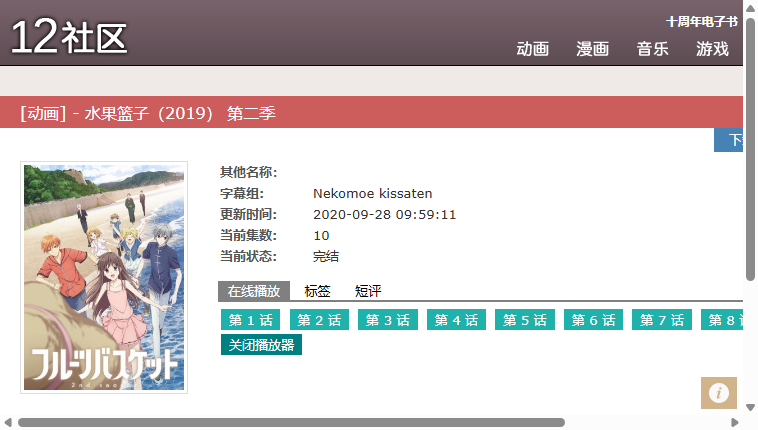 12社区
十周年电子书
动画 漫画 音乐 游戏
[动画] - 水果篮子（2019） 第二季
其他名称:
字幕组: Nekomoe kissaten
更新时间: 2020-09-28 09:59:11
当前集数: 10
当前状态: 完结
在线播放 标签 短评
第 1 话 第 2 话 第 3 话 第 4 话 第 5 话 第 6 话 第 7 话 第 8
关闭播放器
フルーツバスケット
2nd season